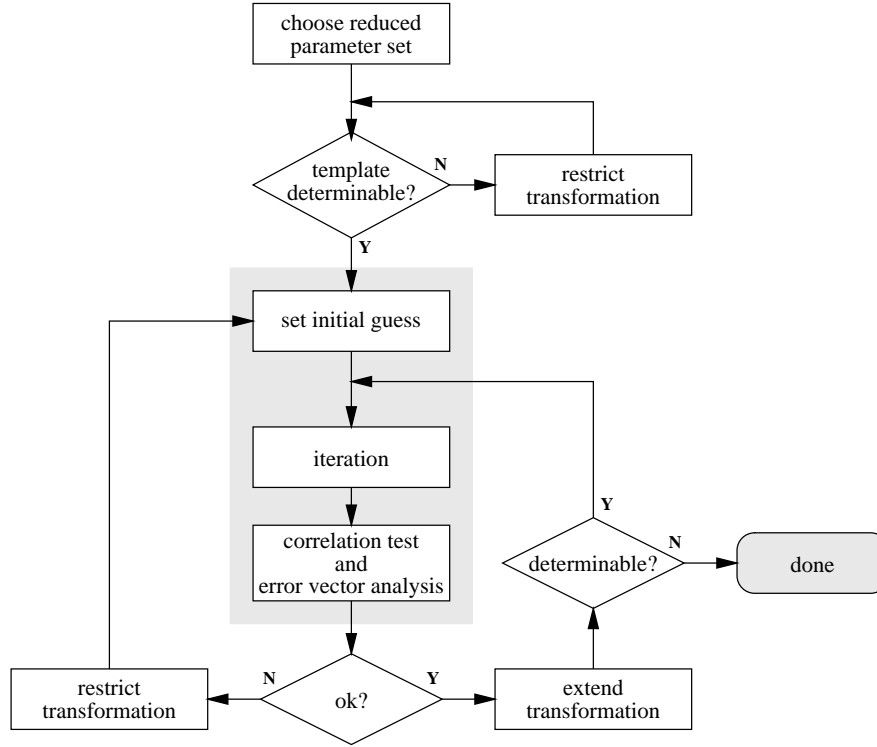 choose reduced
parameter set
template
determinable?
N
restrict
transformation
Y
set initial guess
iteration
correlation test
and
error vector analysis
Y
determinable?
N
done
restrict
transformation
N
ok?
Y
extend
transformation